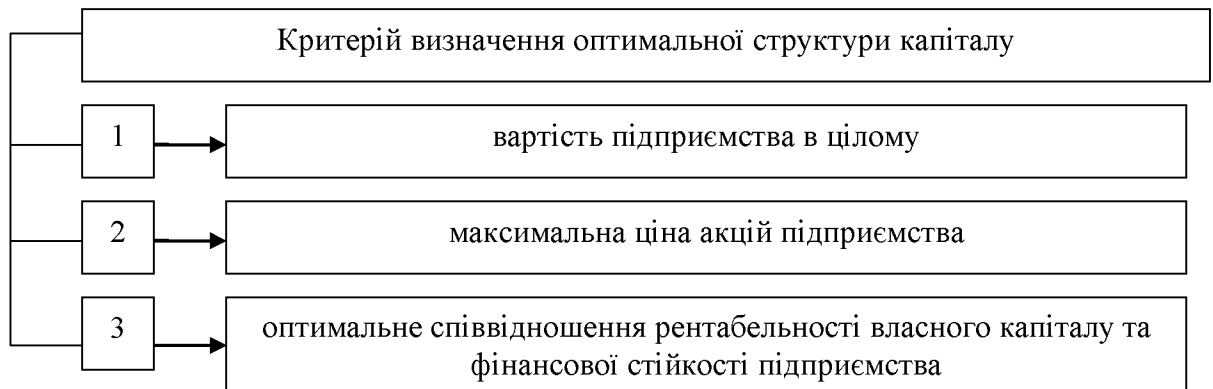 Критерій визначення оптимальної структури капіталу
1
вартість підприємства в цілому
2
максимальна ціна акцій підприємства
3
оптимальне співвідношення рентабельності власного капіталу та
фінансової стійкості підприємства